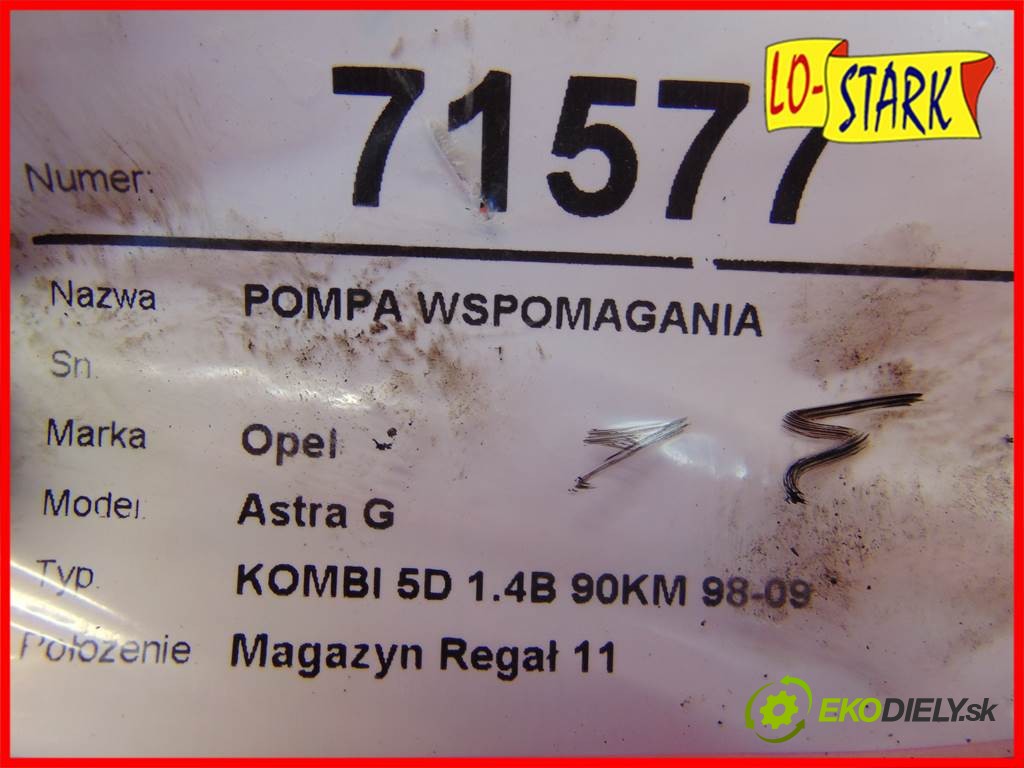 Numer: 71577
LO-STARK
Nazwa POMPA WSPOMAGANIA
Sn.
Marka Opel
Model Astra G
Typ. KOMBI 5D 1.4B 90KM 98-09
Położenie Magazyn Regał 11
EKODIELY.sk